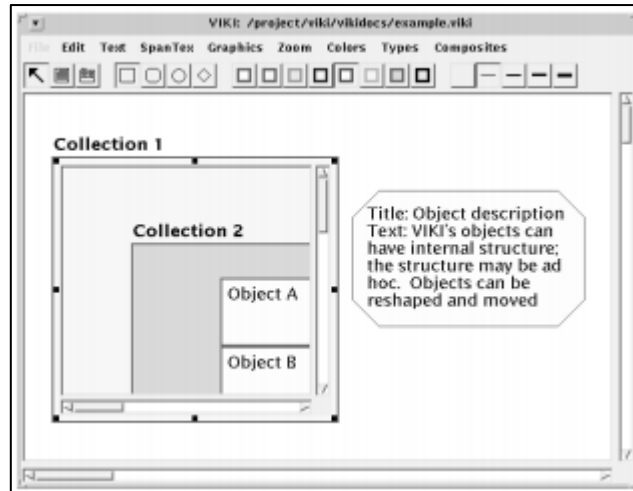 VIKI: /project/viki/vikidocs/example.viki
File Edit Text SpanTex Graphics Zoom Colors Types Composites
Collection 1
Collection 2
Object A
Object B
Title: Object description
Text: VIKI's objects can
have internal structure;
the structure may be ad
hoc. Objects can be
reshaped and moved